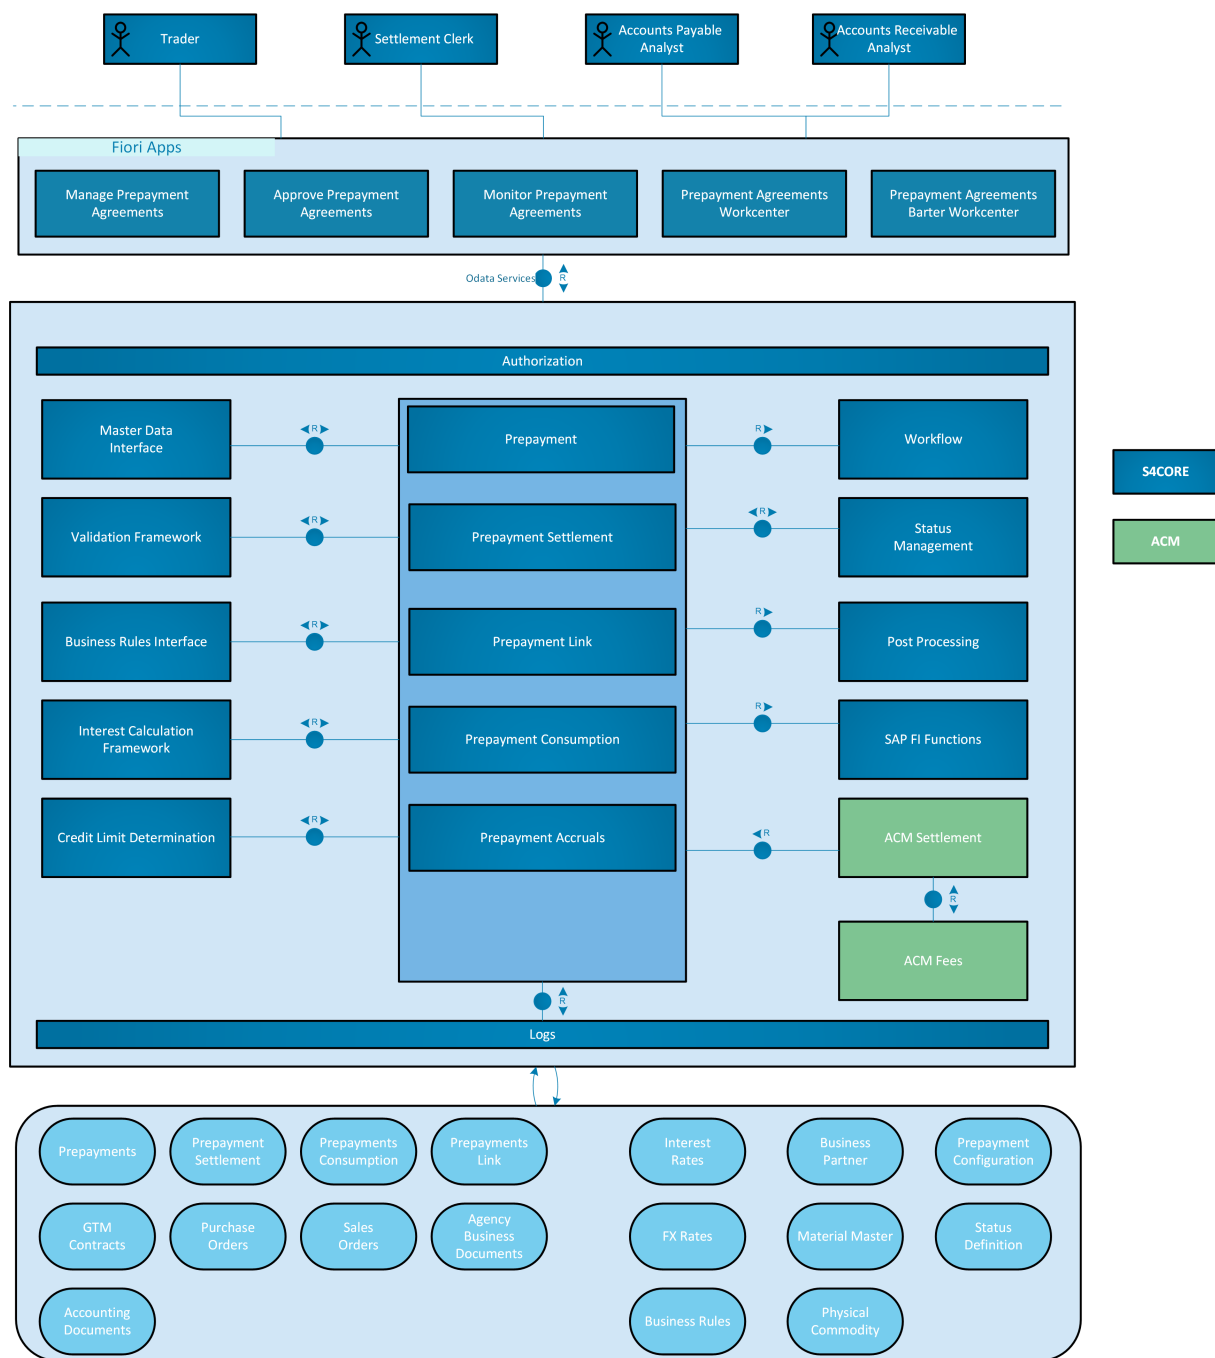 Trader
Settlement Clerk
Accounts Payable
Analyst
Accounts Receivable
Analyst
Fiori Apps
Manage Prepayment
Agreements
Approve Prepayment
Agreements
Monitor Prepayment
Agreements
Prepayment Agreements
Workcenter
Prepayment Agreements
Barter Workcenter
Odata Services
R
Authorization
Master Data
Interface
R
Prepayment
R
Workflow
Validation Framework
R
Prepayment Settlement
R
Status
Management
Business Rules Interface
R
Prepayment Link
R
Post Processing
Interest Calculation
Framework
R
Prepayment Consumption
R
SAP FI Functions
Credit Limit Determination
R
Prepayment Accruals
R
ACM Settlement
R
ACM Fees
R
Logs
S4CORE
ACM
Prepayments
Prepayment
Settlement
Prepayments
Consumption
Prepayments
Link
Interest
Rates
Business
Partner
Prepayment
Configuration
GTM
Contracts
Purchase
Orders
Sales
Orders
Agency
Business
Documents
FX Rates
Material Master
Status
Definition
Accounting
Documents
Business Rules
Physical
Commodity